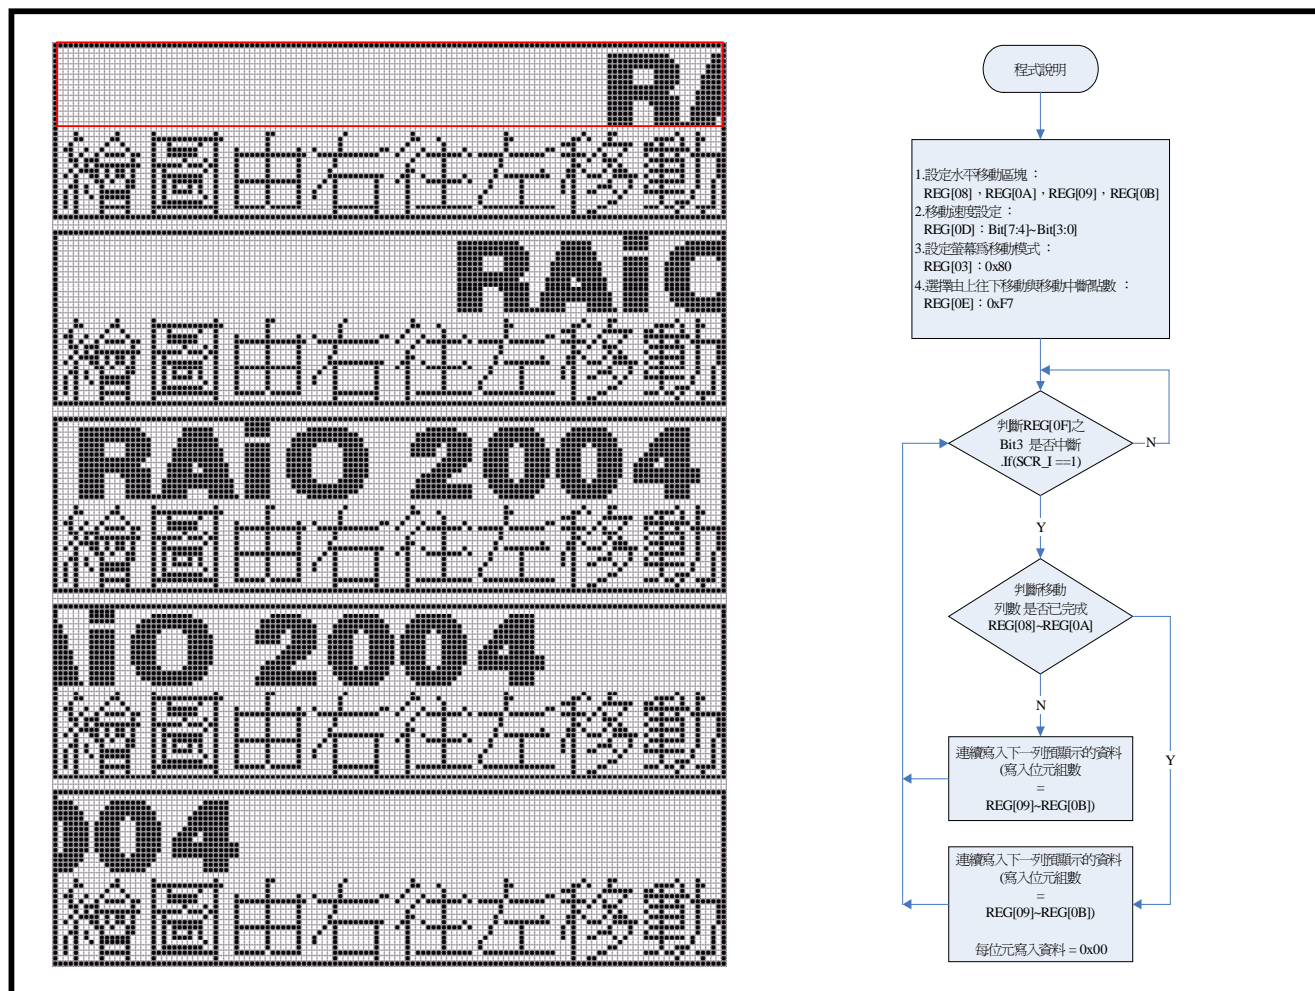 RA
繪圖由右往左移動
RAiO
繪圖由右往左移動
RAiO 2004
繪圖由右往左移動
AiO 2004
繪圖由右往左移動
004
繪圖由右往左移動
程式說明
1.設定水平移動區塊：
REG[08]，REG[0A]，REG[09]，REG[0B]
2.移動速度設定：
REG[0D]：Bit[7:4]~Bit[3:0]
3.設定螢幕為移動模式：
REG[03]：0x80
4.選擇由上往下移動與移動中斷點數：
REG[0E]：0xF7
判斷REG[0F]之
Bit3 是否中斷
.If(SCR_I ==1)
N
Y
判斷移動
列數 是否已完成
REG[08]~REG[0A]
N
Y
連續寫入下一列預顯示的資料
(寫入位元組數
=
REG[09]~REG[0B])
連續寫入下一列預顯示的資料
(寫入位元組數
=
REG[09]~REG[0B])
每位元寫入資料 = 0x00